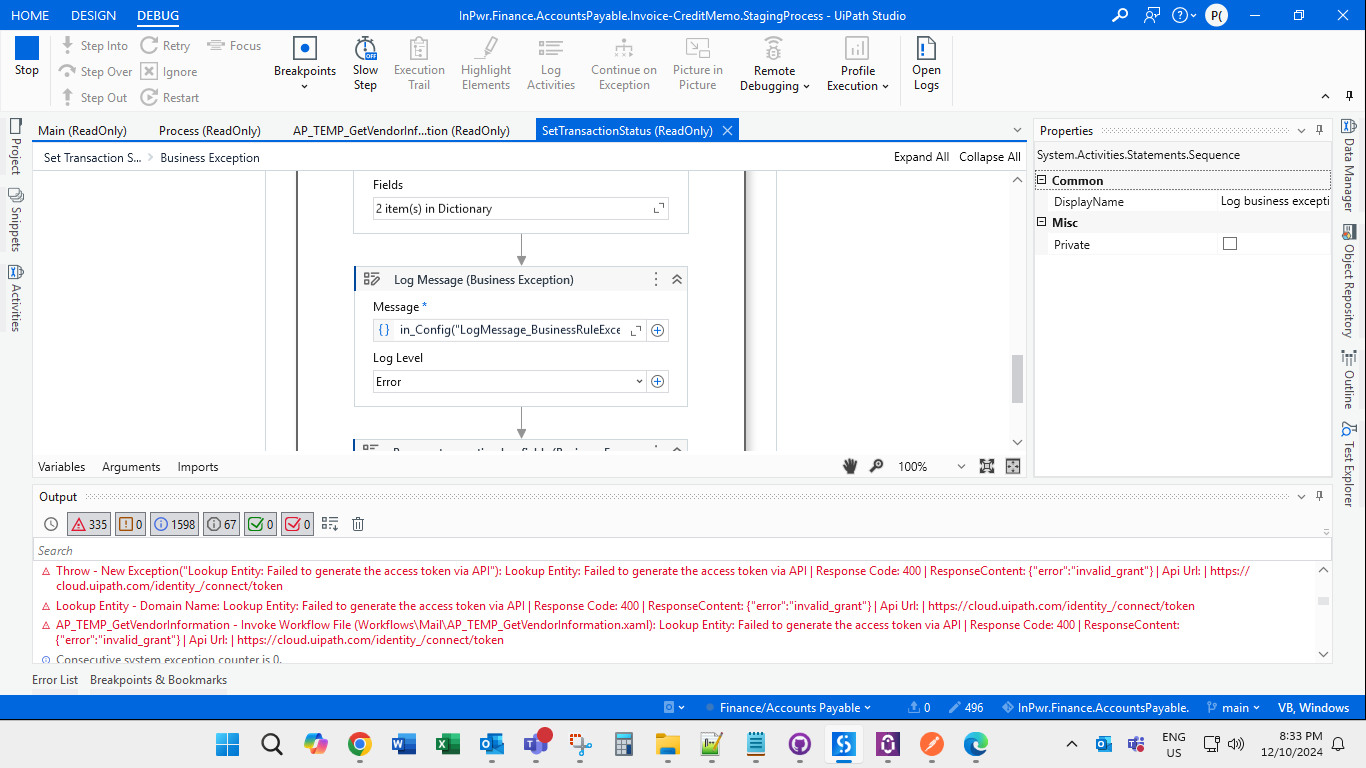 HOME DESIGN DEBUG InPwr.Finance.AccountsPayable.Invoice-CreditMemo.StagingProcess - UiPath Studio P(
Stop
Step Into Retry Focus
Step Over Ignore
Step Out Restart
Breakpoints
Slow Step
Execution Trail
Highlight Elements
Log Activities
Continue on Exception
Picture in Picture
Remote Debugging
Profile Execution
Open Logs
Main (ReadOnly) Process (ReadOnly) AP_TEMP_GetVendorInf...tion (ReadOnly) SetTransactionStatus (ReadOnly)
Set Transaction S... Business Exception Expand All Collapse All
Project
Snippets
Activities
Fields
2 item(s) in Dictionary
Log Message (Business Exception)
Message *
{} in_Config("LogMessage_BusinessRuleExce
Log Level
Error
Variables Arguments Imports 100%
Properties
System.Activities.Statements.Sequence
Common
DisplayName Log business excepti
Misc
Private
Data Manager
Object Repository
Outline
Test Explorer
Output
335 0 1598 67 0 0
Search
Throw - New Exception("Lookup Entity: Failed to generate the access token via API"): Lookup Entity: Failed to generate the access token via API | Response Code: 400 | ResponseContent: {"error":"invalid_grant"} | Api Url: | https://
cloud.uipath.com/identity_/connect/token
Lookup Entity - Domain Name: Lookup Entity: Failed to generate the access token via API | Response Code: 400 | ResponseContent: {"error":"invalid_grant"} | Api Url: | https://cloud.uipath.com/identity_/connect/token
AP_TEMP_GetVendorInformation - Invoke Workflow File (Workflows\Mail\AP_TEMP_GetVendorInformation.xaml): Lookup Entity: Failed to generate the access token via API | Response Code: 400 | ResponseContent:
{"error":"invalid_grant"} | Api Url: | https://cloud.uipath.com/identity_/connect/token
Consecutive system exception counter is 0.
Error List Breakpoints & Bookmarks
Finance/Accounts Payable 0 496 InPwr.Finance.AccountsPayable. main VB, Windows
ENG
US
8:33 PM
12/10/2024